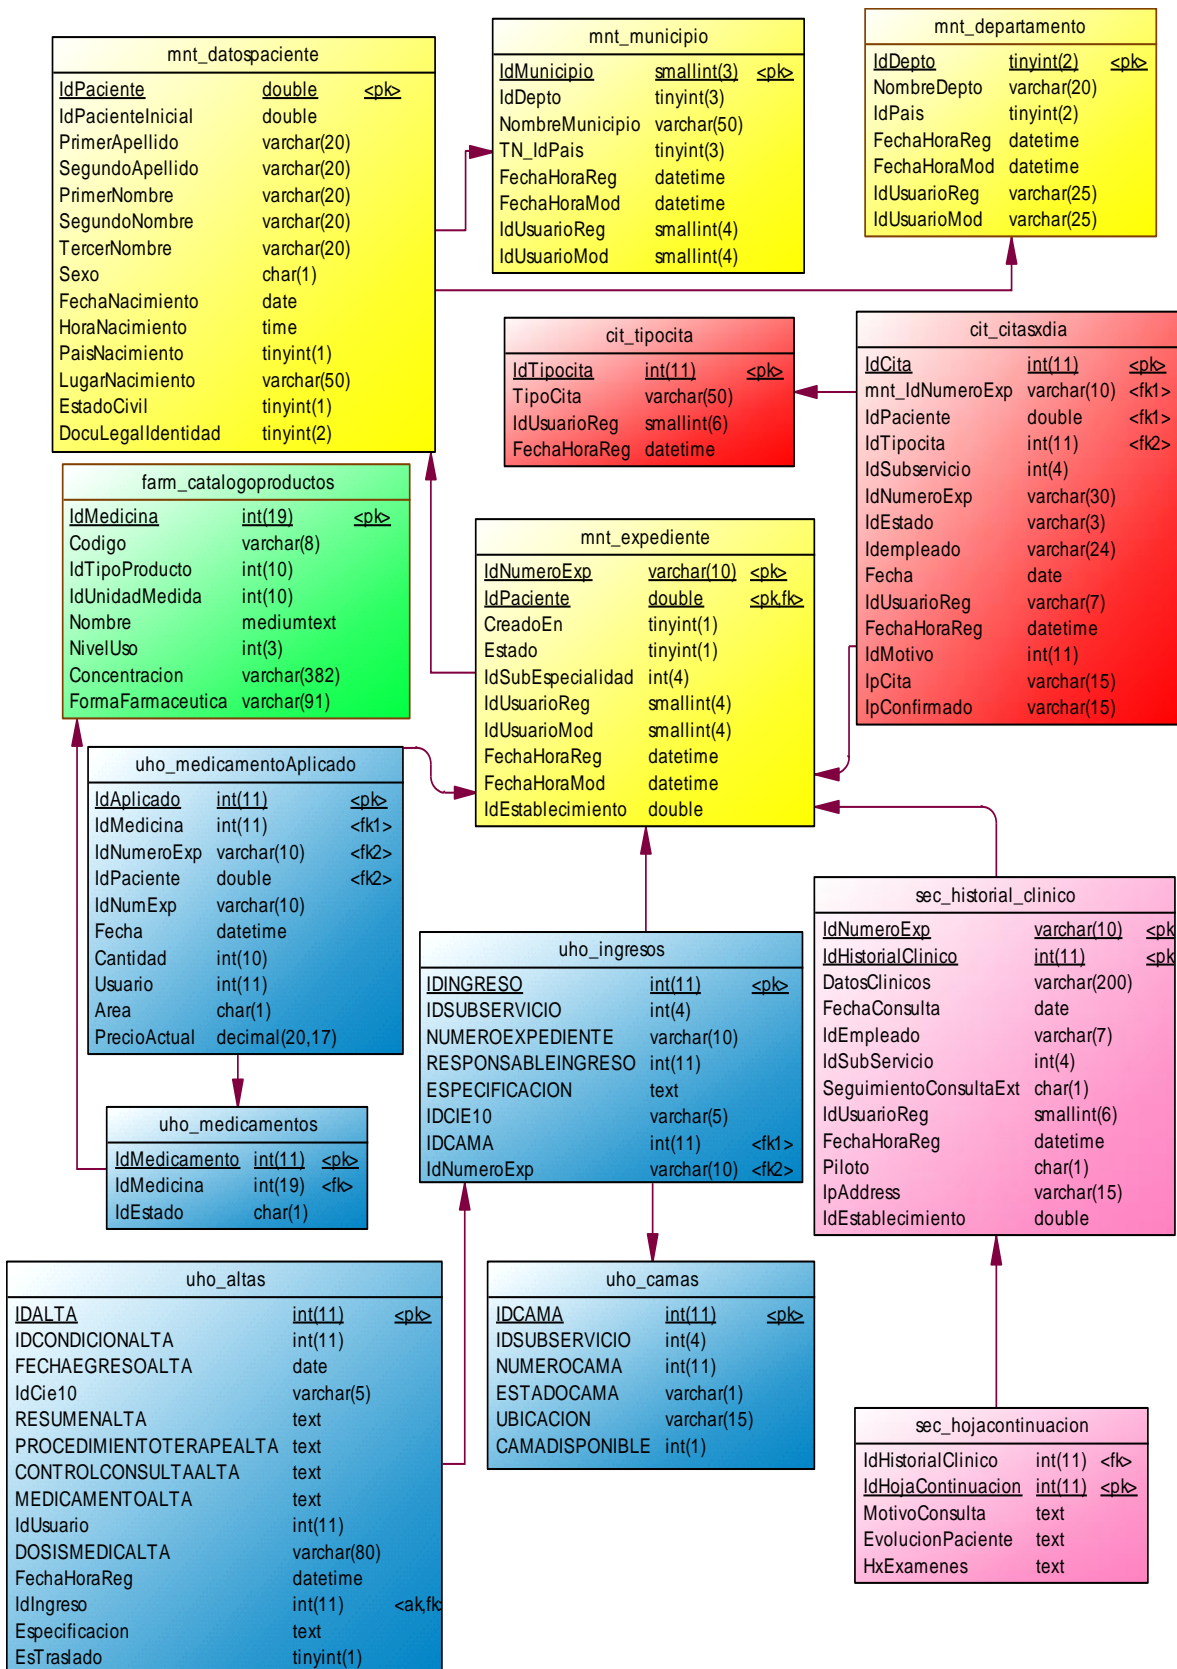 mnt_datospaciente
IdPaciente double <pk>
IdPacienteInicial double
PrimerApellido varchar(20)
SegundoApellido varchar(20)
PrimerNombre varchar(20)
SegundoNombre varchar(20)
TercerNombre varchar(20)
Sexo char(1)
FechaNacimiento date
HoraNacimiento time
PaisNacimiento tinyint(1)
LugarNacimiento varchar(50)
EstadoCivil tinyint(1)
DocuLegalIdentidad tinyint(2)
mnt_municipio
IdMunicipio smallint(3) <pk>
IdDepto tinyint(3)
NombreMunicipio varchar(50)
TN_IdPais tinyint(3)
FechaHoraReg datetime
FechaHoraMod datetime
IdUsuarioReg smallint(4)
IdUsuarioMod smallint(4)
mnt_departamento
IdDepto tinyint(2) <pk>
NombreDepto varchar(20)
IdPais tinyint(2)
FechaHoraReg datetime
FechaHoraMod datetime
IdUsuarioReg varchar(25)
IdUsuarioMod varchar(25)
cit_tipocita
IdTipocita int(11) <pk>
TipoCita varchar(50)
IdUsuarioReg smallint(6)
FechaHoraReg datetime
cit_citasxdia
IdCita int(11) <pk>
mnt_IdNumeroExp varchar(10) <fk1>
IdPaciente double <fk1>
IdTipocita int(11) <fk2>
IdSubservicio int(4)
IdNumeroExp varchar(30)
IdEstado varchar(3)
Idempleado varchar(24)
Fecha date
IdUsuarioReg varchar(7)
FechaHoraReg datetime
IdMotivo int(11)
IpCita varchar(15)
IpConfirmado varchar(15)
farm_catalogoproductos
IdMedicina int(19) <pk>
Codigo varchar(8)
IdTipoProducto int(10)
IdUnidadMedida int(10)
Nombre mediumtext
NivelUso int(3)
Concentracion varchar(382)
FormaFarmaceutica varchar(91)
mnt_expediente
IdNumeroExp varchar(10) <pk>
IdPaciente double <pk,fk>
CreadoEn tinyint(1)
Estado tinyint(1)
IdSubEspecialidad int(4)
IdUsuarioReg smallint(4)
IdUsuarioMod smallint(4)
FechaHoraReg datetime
FechaHoraMod datetime
IdEstablecimiento double
uho_medicamentoAplicado
IdAplicado int(11) <pk>
IdMedicina int(11) <fk1>
IdNumeroExp varchar(10) <fk2>
IdPaciente double <fk2>
IdNumExp varchar(10)
Fecha datetime
Cantidad int(10)
Usuario int(11)
Area char(1)
PrecioActual decimal(20,17)
uho_ingresos
IDINGRESO int(11) <pk>
IDSUBSERVICIO int(4)
NUMEROEXPEDIENTE varchar(10)
RESPONSABLEINGRESO int(11)
ESPECIFICACION text
IDCIE10 varchar(5)
IDCAMA int(11) <fk1>
IdNumeroExp varchar(10) <fk2>
sec_historial_clinico
IdNumeroExp varchar(10) <pk
IdHistorialClinico int(11) <pk
DatosClinicos varchar(200)
FechaConsulta date
IdEmpleado varchar(7)
IdSubServicio int(4)
SeguimientoConsultaExt char(1)
IdUsuarioReg smallint(6)
FechaHoraReg datetime
Piloto char(1)
IpAddress varchar(15)
IdEstablecimiento double
uho_medicamentos
IdMedicamento int(11) <pk>
IdMedicina int(19) <fk>
IdEstado char(1)
uho_altas
IDALTA int(11) <pk>
IDCONDICIONALTA int(11)
FECHAEGRESOALTA date
IdCie10 varchar(5)
RESUMENALTA text
PROCEDIMIENTOTERAPEALTA text
CONTROLCONSULTAALTA text
MEDICAMENTOALTA text
IdUsuario int(11)
DOSISMEDICALTA varchar(80)
FechaHoraReg datetime
IdIngreso int(11) <ak,fk
Especificacion text
EsTraslado tinyint(1)
uho_camas
IDCAMA int(11) <pk>
IDSUBSERVICIO int(4)
NUMEROCAMA int(11)
ESTADOCAMA varchar(1)
UBICACION varchar(15)
CAMADISPONIBLE int(1)
sec_hojacontinuacion
IdHistorialClinico int(11) <fk>
IdHojaContinuacion int(11) <pk>
MotivoConsulta text
EvolucionPaciente text
HxExamenes text